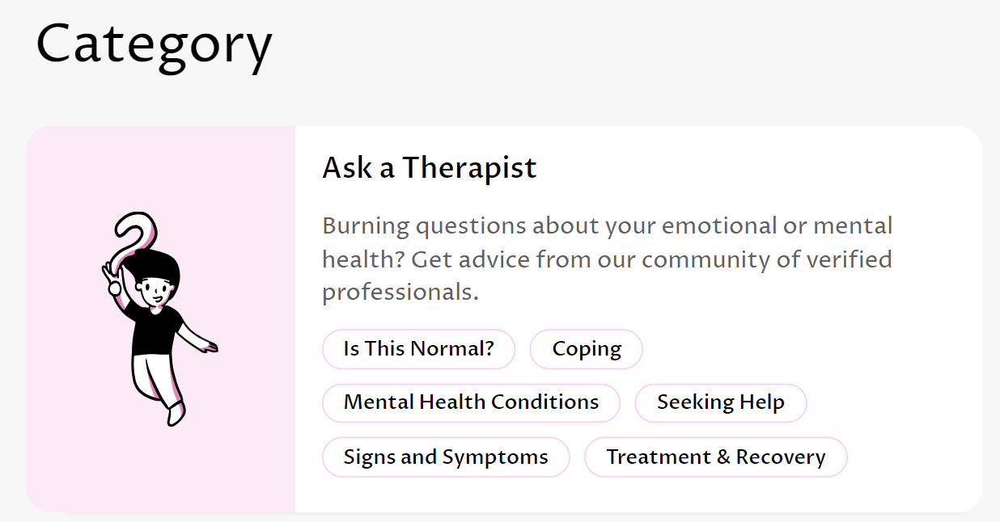 Category
Ask a Therapist
Burning questions about your emotional or mental
health? Get advice from our community of verified
professionals.
Is This Normal? Coping
Mental Health Conditions Seeking Help
Signs and Symptoms Treatment & Recovery